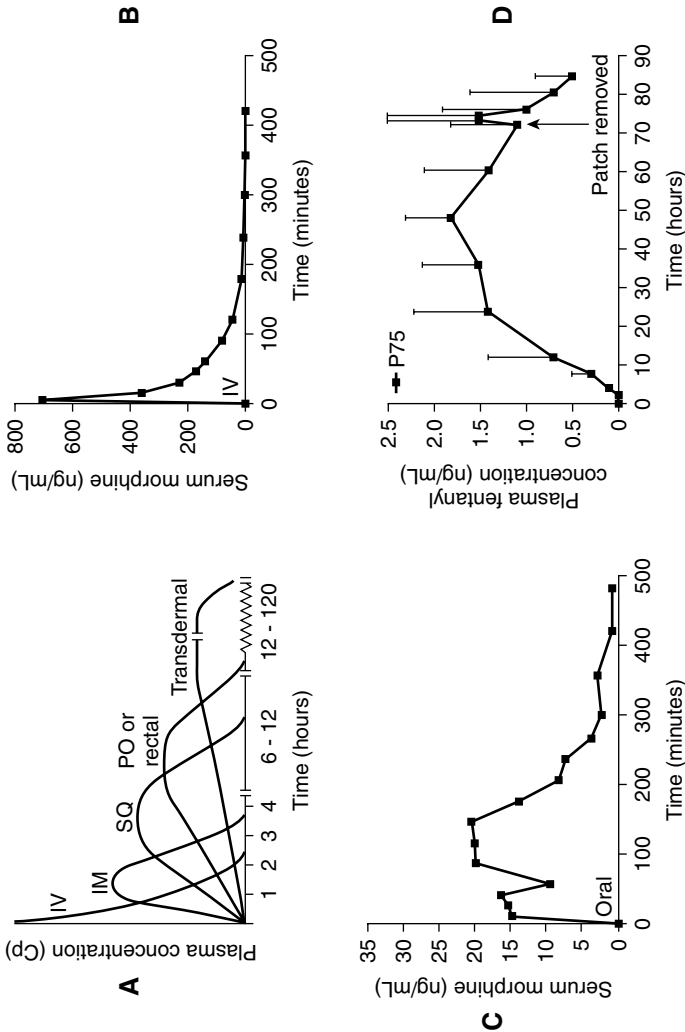 A
Plasma concentration (Cp)
IV
IM
SQ
PO or
rectal
Transdermal
1 2 3 4 6 - 12 12 - 120
Time (hours)
B
Serum morphine (ng/mL)
800
600
400
200
0
IV
0 100 200 300 400 500
Time (minutes)
C
Serum morphine (ng/mL)
35
30
25
20
15
10
5
0
Oral
0 100 200 300 400 500
Time (minutes)
D
Plasma fentanyl
concentration (ng/mL)
2.5
2.0
1.5
1.0
0.5
0
P75
Patch removed
0 10 20 30 40 50 60 70 80 90
Time (hours)